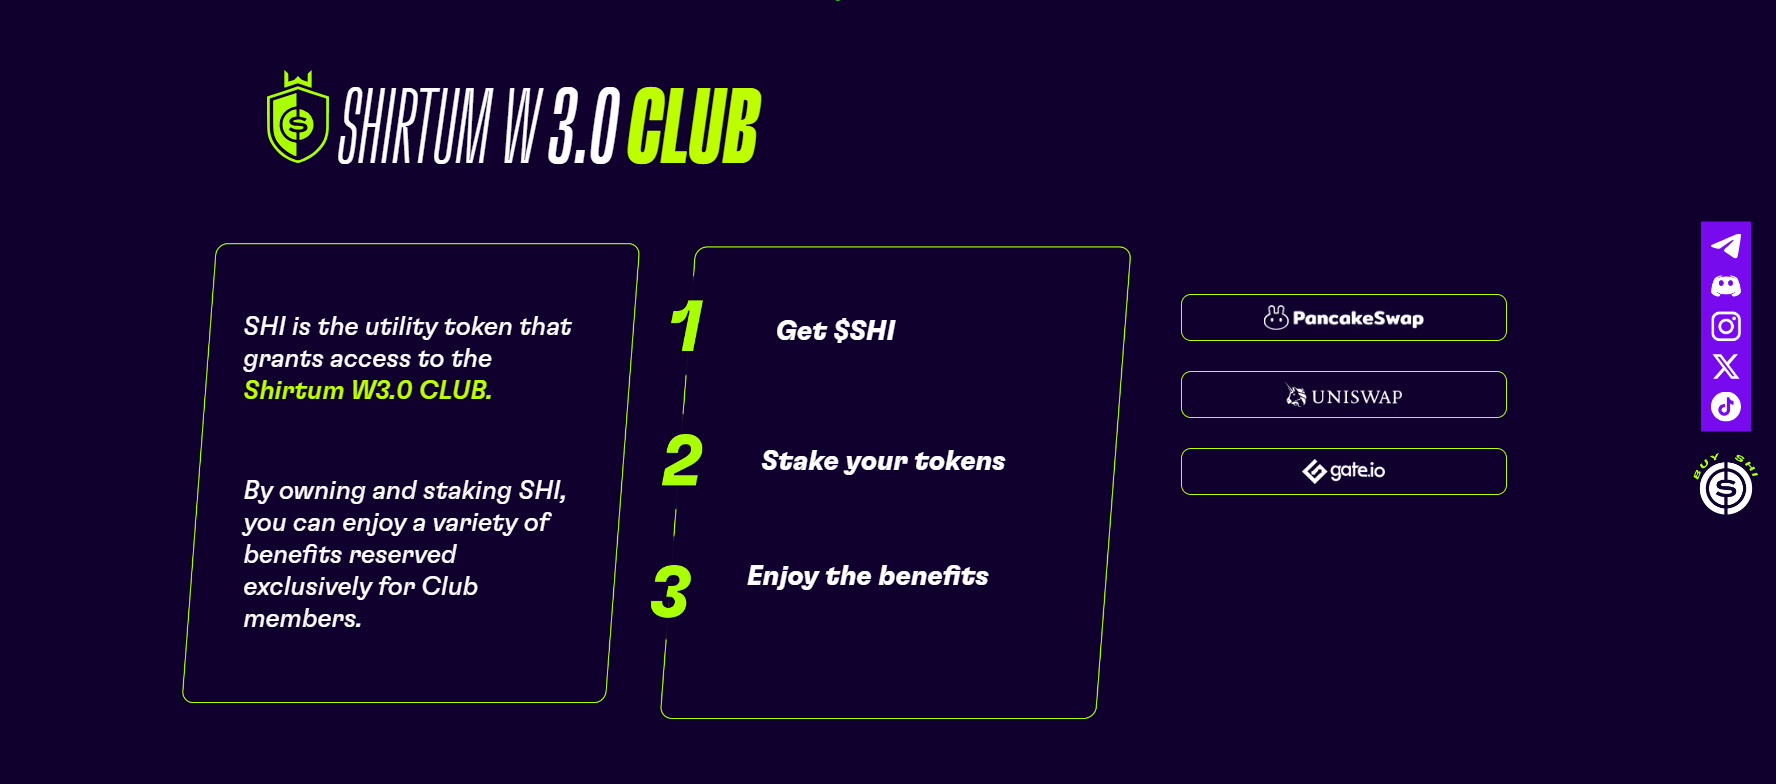 SHIRTUM W 3.0 CLUB
SHI is the utility token that
grants access to the
Shirtum W3.0 CLUB.
By owning and staking SHI,
you can enjoy a variety of
benefits reserved
exclusively for Club
members.
1 Get $SHI
2 Stake your tokens
3 Enjoy the benefits
PancakeSwap
UNISWAP
gate.io
BUY SHI